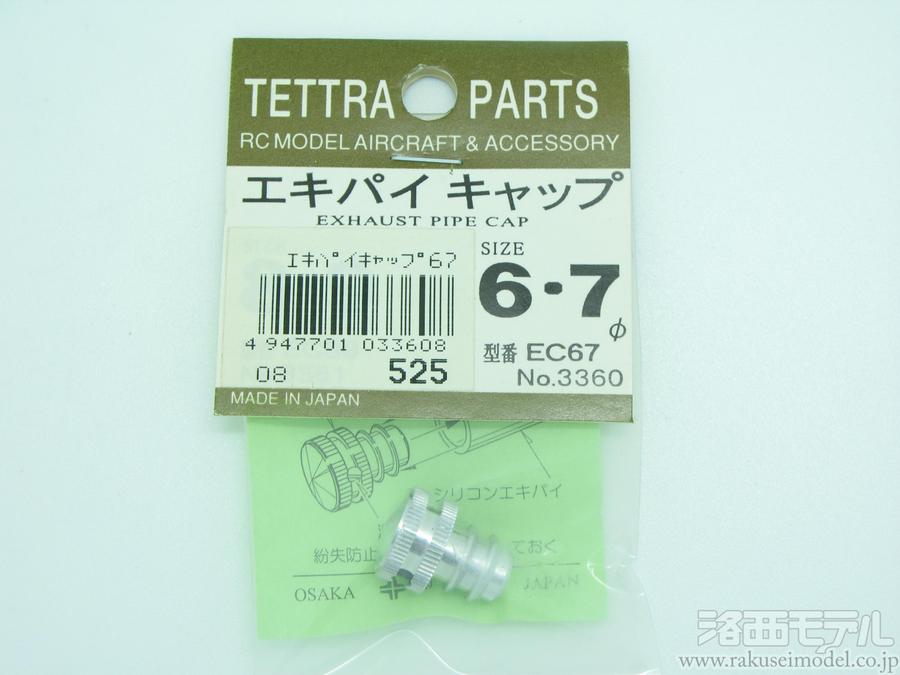 TETTRA PARTS
RC MODEL AIRCRAFT & ACCESSORY
エキパイ キャップ
EXHAUST PIPE CAP
ｴｷﾊﾟｲｷｬｯﾌﾟ67
4 947701 033608
08 525
SIZE
6・7φ
型番 EC67
No.3360
MADE IN JAPAN
シリコンエキパイ
紛失防止
ておく
OSAKA JAPAN
洛西モデル
www.rakuseimodel.co.jp